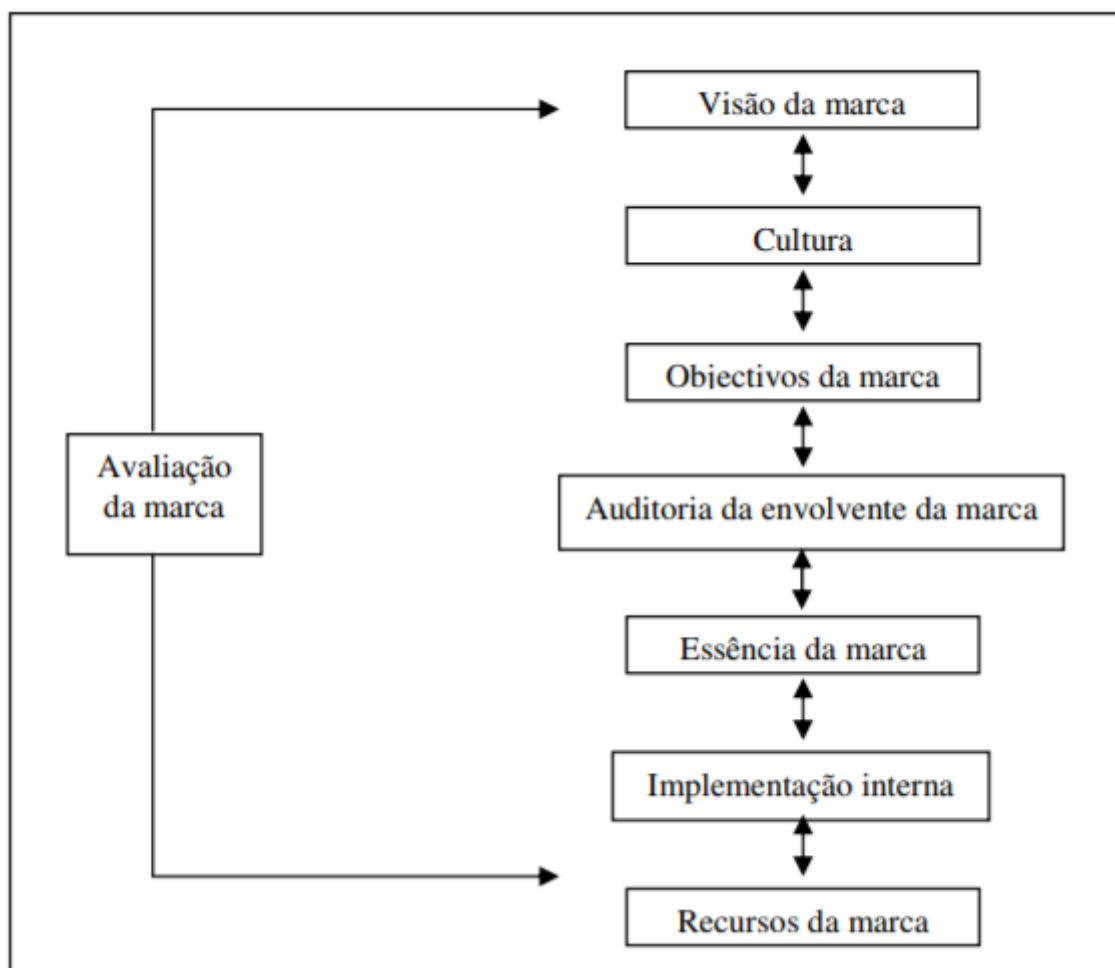 Visão da marca
Cultura
Objectivos da marca
Avaliação
da marca
Auditoria da envolvente da marca
Essência da marca
Implementação interna
Recursos da marca